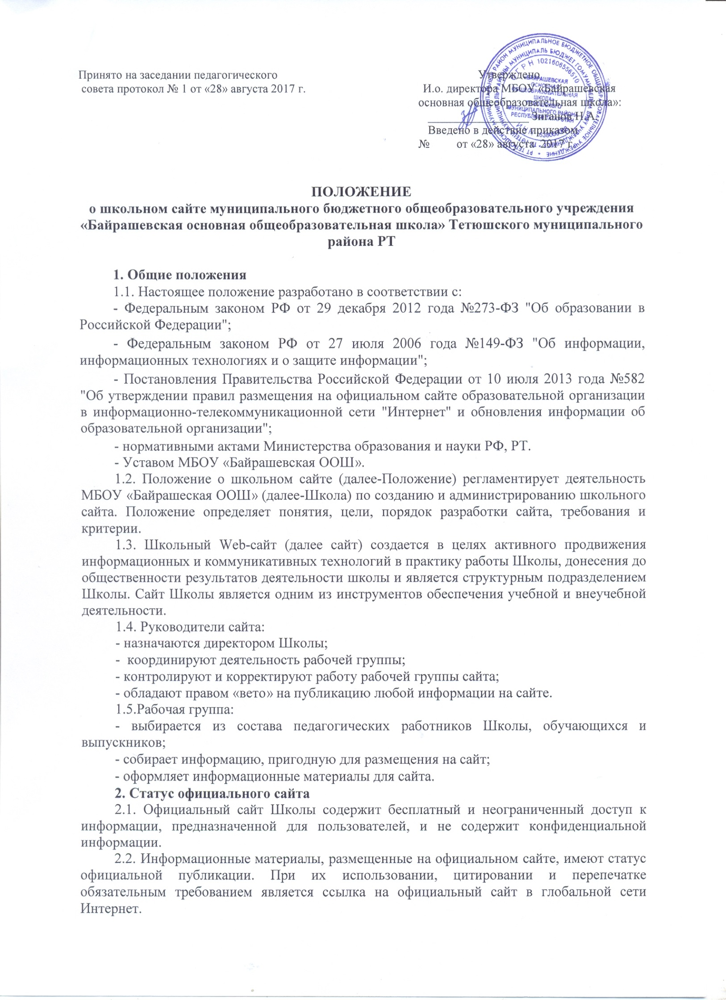 Принято на заседании педагогического
совета протокол № 1 от «28» августа 2017 г.
Утверждено
И.о. директора МБОУ «Байрашевская
основная общеобразовательная школа»:
Зиганов Н.А.
Введено в действие приказом
№ от «28» августа 2017 г.
ПОЛОЖЕНИЕ
о школьном сайте муниципального бюджетного общеобразовательного учреждения
«Байрашевская основная общеобразовательная школа» Тетюшского муниципального
района РТ
1. Общие положения
1.1. Настоящее положение разработано в соответствии с:
- Федеральным законом РФ от 29 декабря 2012 года №273-ФЗ "Об образовании в
Российской Федерации";
- Федеральным законом РФ от 27 июля 2006 года №149-ФЗ "Об информации,
информационных технологиях и о защите информации";
- Постановления Правительства Российской Федерации от 10 июля 2013 года №582
"Об утверждении правил размещения на официальном сайте образовательной организации
в информационно-телекоммуникационной сети "Интернет" и обновления информации об
образовательной организации";
- нормативными актами Министерства образования и науки РФ, РТ.
- Уставом МБОУ «Байрашевская ООШ».
1.2. Положение о школьном сайте (далее-Положение) регламентирует деятельность
МБОУ «Байрашеская ООШ» (далее-Школа) по созданию и администрированию школьного
сайта. Положение определяет понятия, цели, порядок разработки сайта, требования и
критерии.
1.3. Школьный Web-сайт (далее сайт) создается в целях активного продвижения
информационных и коммуникативных технологий в практику работы Школы, донесения до
общественности результатов деятельности школы и является структурным подразделением
Школы. Сайт Школы является одним из инструментов обеспечения учебной и внеучебной
деятельности.
1.4. Руководители сайта:
- назначаются директором Школы;
- координируют деятельность рабочей группы;
- контролируют и корректируют работу рабочей группы сайта;
- обладают правом «вето» на публикацию любой информации на сайте.
1.5.Рабочая группа:
- выбирается из состава педагогических работников Школы, обучающихся и
выпускников;
- собирает информацию, пригодную для размещения на сайт;
- оформляет информационные материалы для сайта.
2. Статус официального сайта
2.1. Официальный сайт Школы содержит бесплатный и неограниченный доступ к
информации, предназначенной для пользователей, и не содержит конфиденциальной
информации.
2.2. Информационные материалы, размещенные на официальном сайте, имеют статус
официальной публикации. При их использовании, цитировании и перепечатке
обязательным требованием является ссылка на официальный сайт в глобальной сети
Интернет.
МУНИЦИПАЛЬНОЕ БЮДЖЕТНОЕ ОБЩЕОБРАЗОВАТЕЛЬНОЕ УЧРЕЖДЕНИЕ
ОГРН 1021606556510
«БАЙРАШЕВСКАЯ
ОСНОВНАЯ
ОБЩЕОБРАЗОВАТЕЛЬНАЯ
ШКОЛА»
МУНИЦИПАЛЬНОГО РАЙОНА
РЕСПУБЛИКИ ТАТАРСТАН